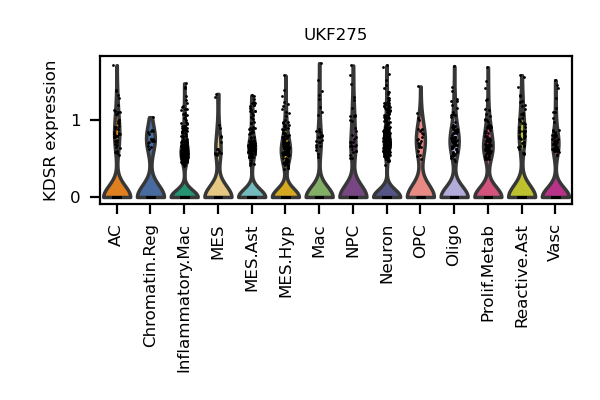 UKF275
KDSR expression
1
0
AC
Chromatin.Reg
Inflammatory.Mac
MES
MES.Ast
MES.Hyp
Mac
NPC
Neuron
OPC
Oligo
Prolif.Metab
Reactive.Ast
Vasc